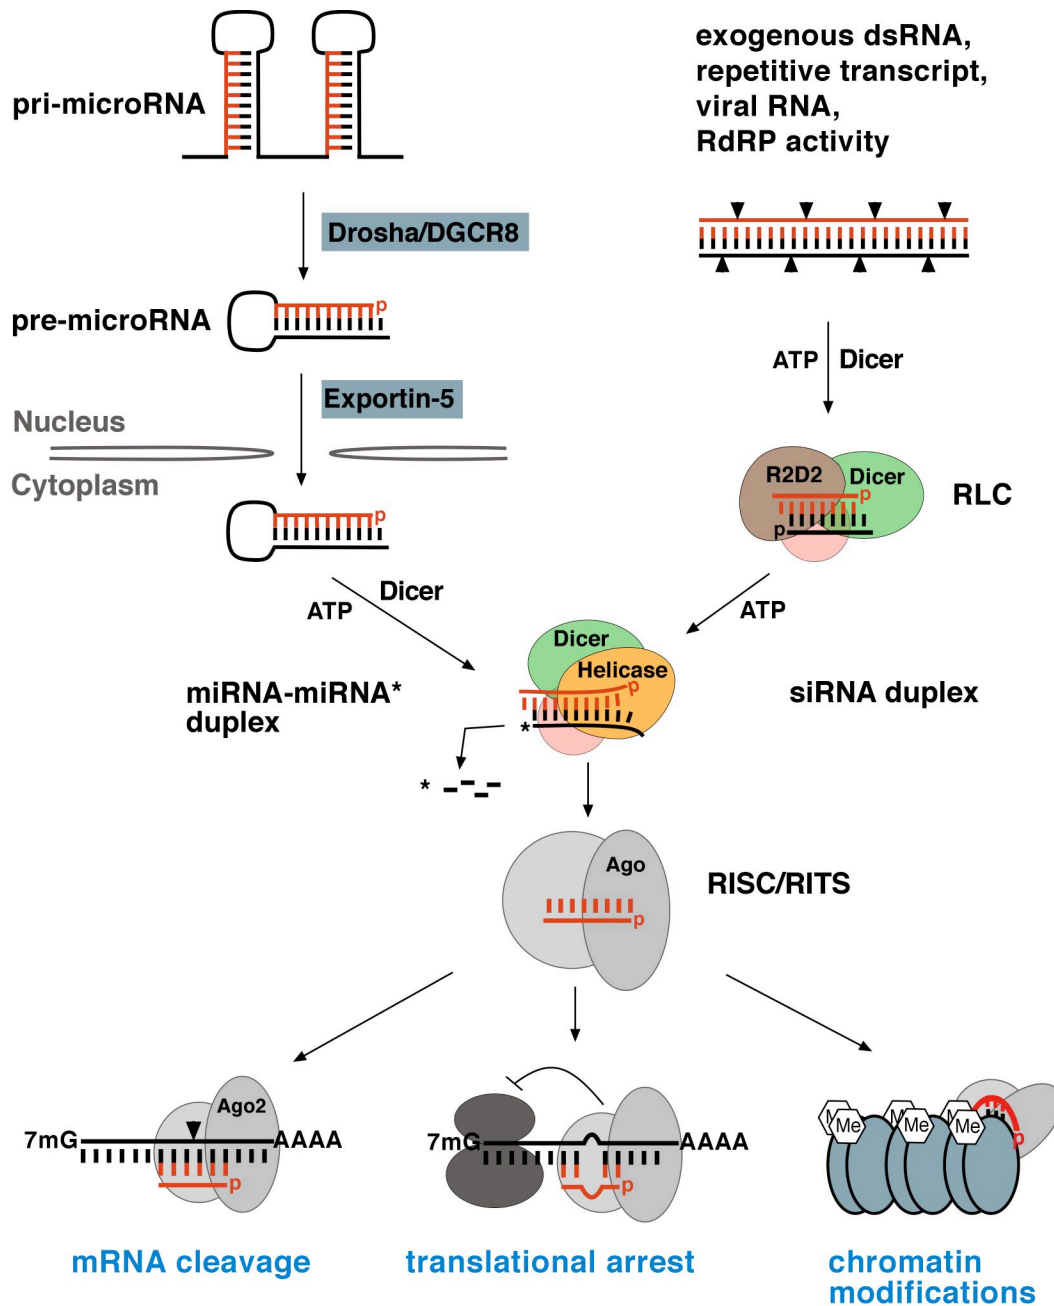 exogenous dsRNA,
repetitive transcript,
viral RNA,
RdRP activity
pri-microRNA
Drosha/DGCR8
pre-microRNA
p
Exportin-5
ATP
Dicer
Nucleus
Cytoplasm
R2D2
Dicer
p
p
RLC
p
Dicer
ATP
ATP
Dicer
Helicase
p
miRNA-miRNA*
duplex
siRNA duplex
*
*
Ago
p
RISC/RITS
Ago2
7mG
AAAA
p
7mG
AAAA
p
Me
Me
Me
p
mRNA cleavage
translational arrest
chromatin
modifications